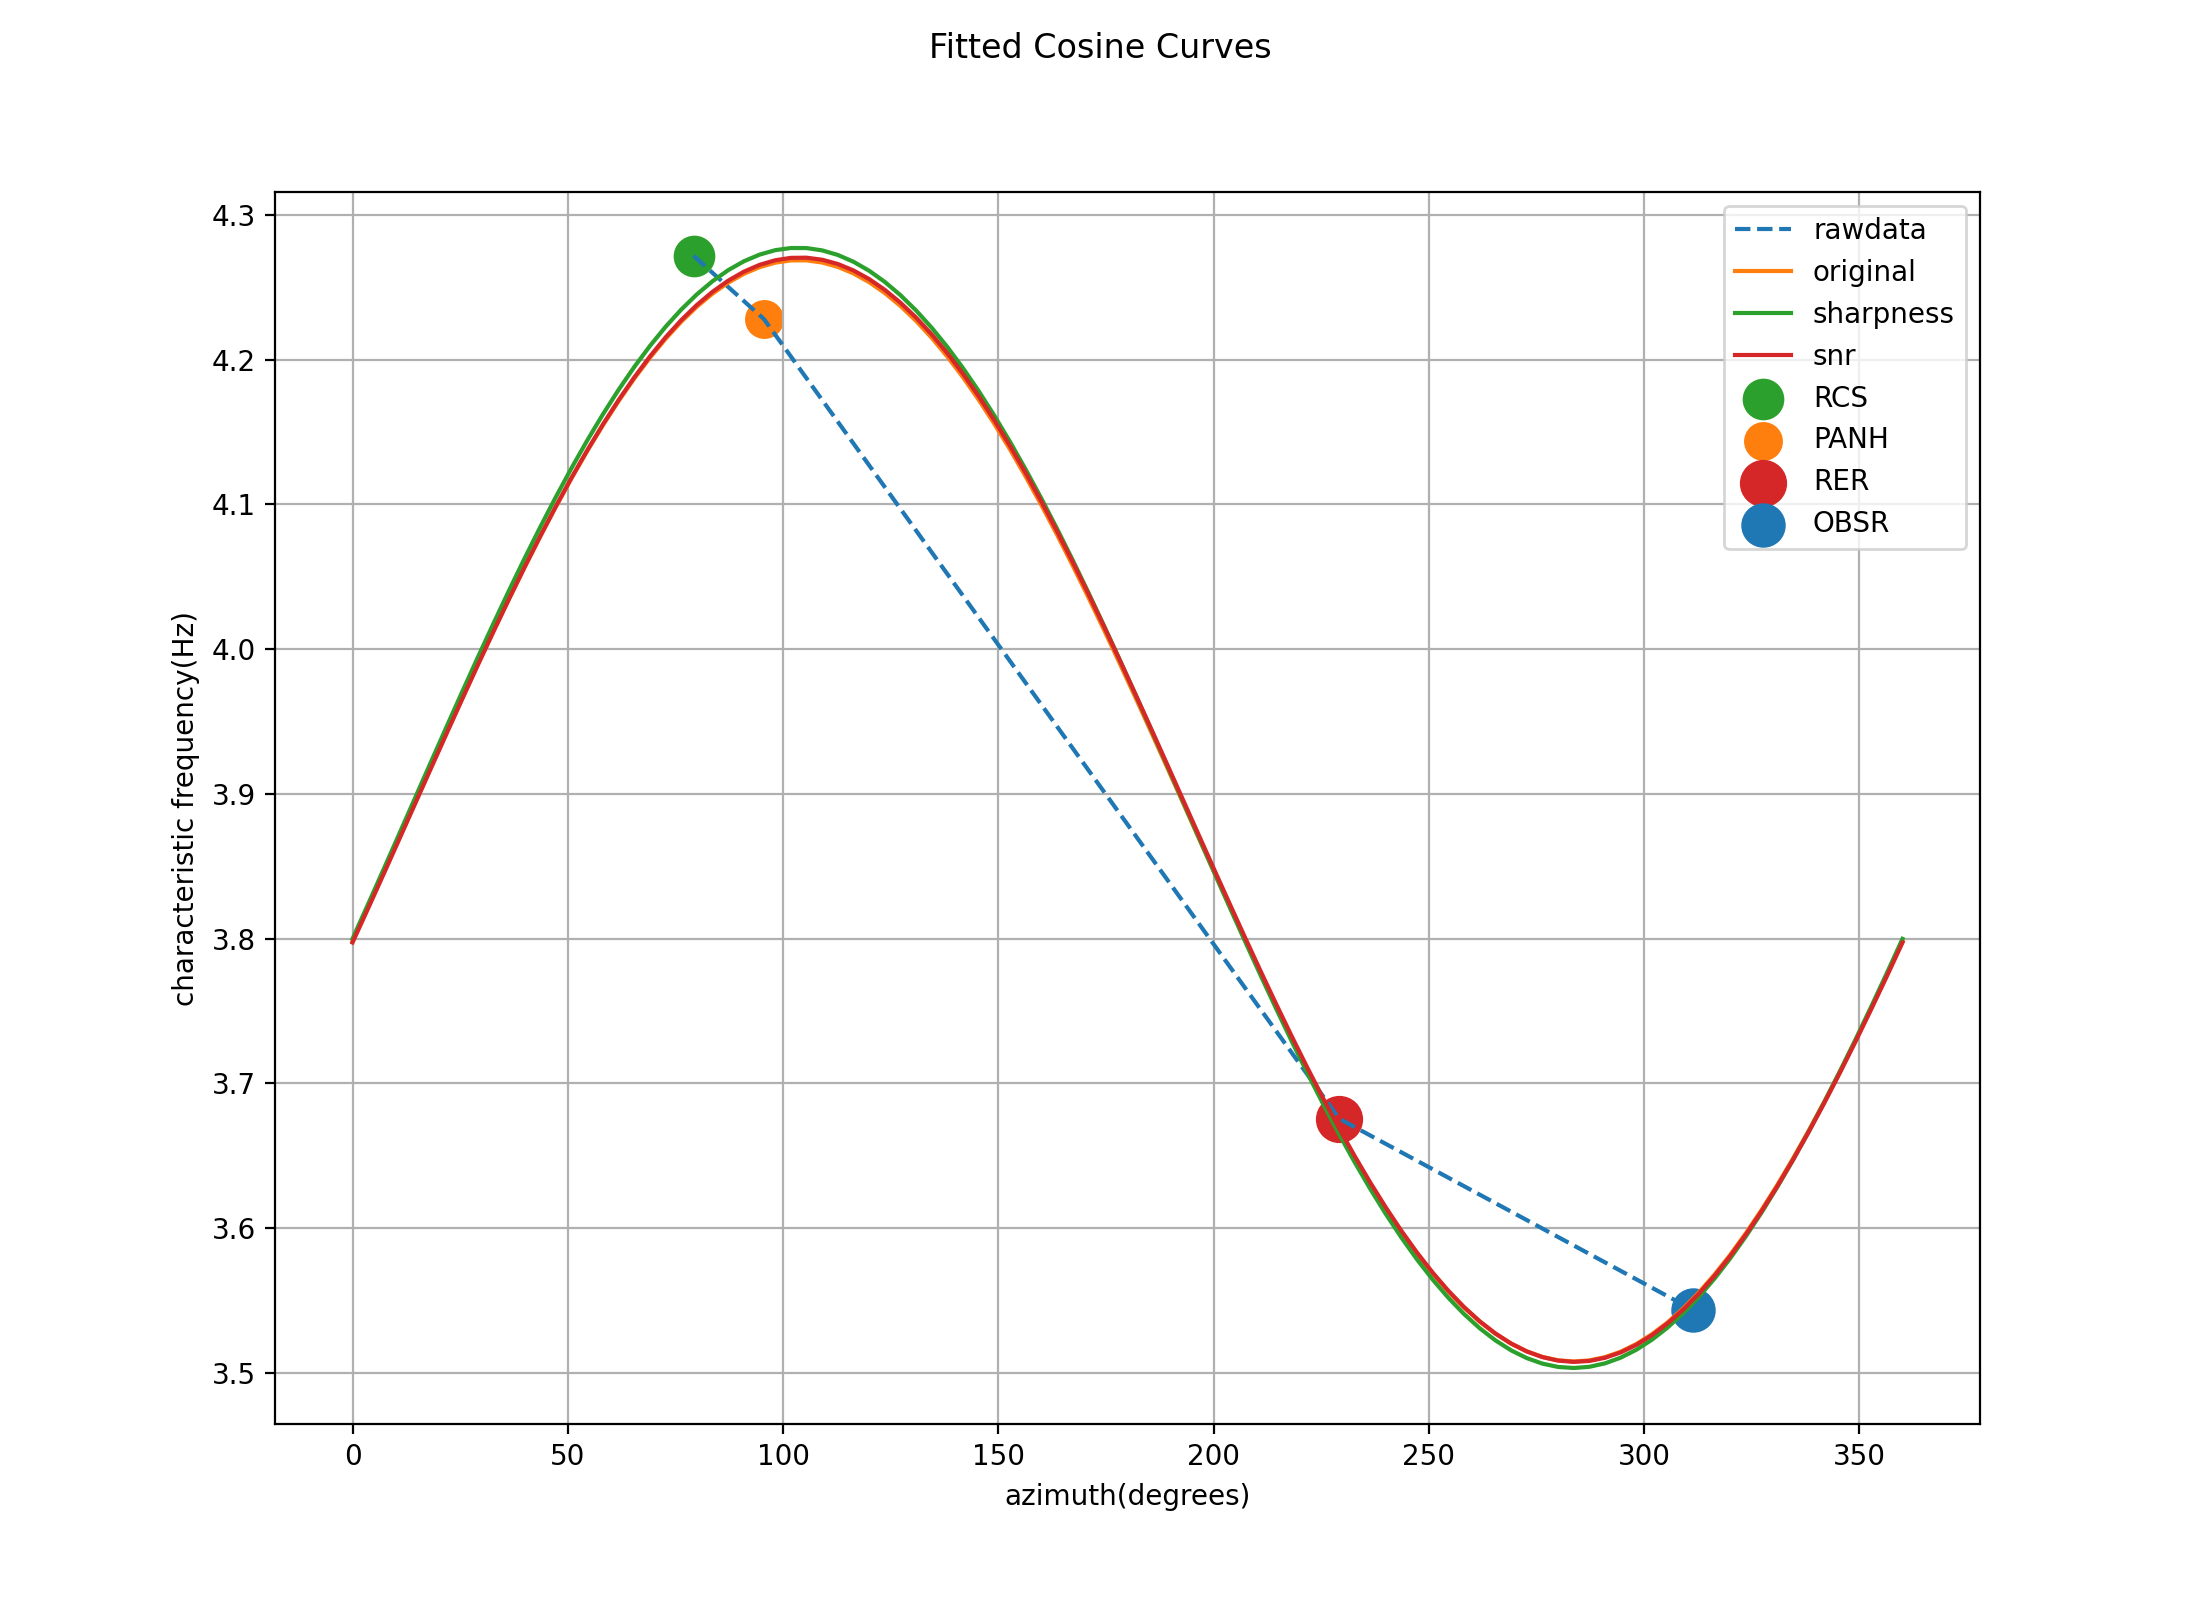 Fitted Cosine Curves
characteristic frequency(Hz)
4.3
4.2
4.1
4.0
3.9
3.8
3.7
3.6
3.5
rawdata
original
sharpness
snr
RCS
PANH
RER
OBSR
0 50 100 150 200 250 300 350
azimuth(degrees)